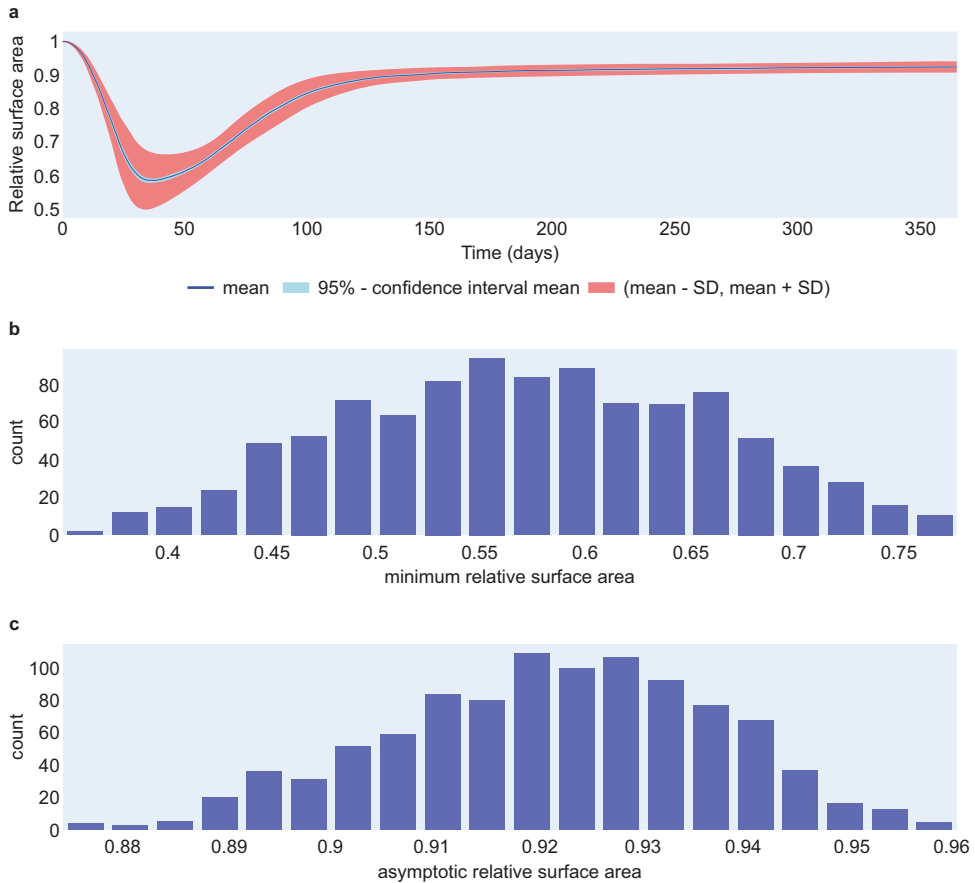 a
Relative surface area
1
0.9
0.8
0.7
0.6
0.5
0 50 100 150 200 250 300 350
Time (days)
mean 95% - confidence interval mean (mean - SD, mean + SD)
b
count
80
60
40
20
0
0.4 0.45 0.5 0.55 0.6 0.65 0.7 0.75
minimum relative surface area
c
count
100
80
60
40
20
0
0.88 0.89 0.9 0.91 0.92 0.93 0.94 0.95 0.96
asymptotic relative surface area